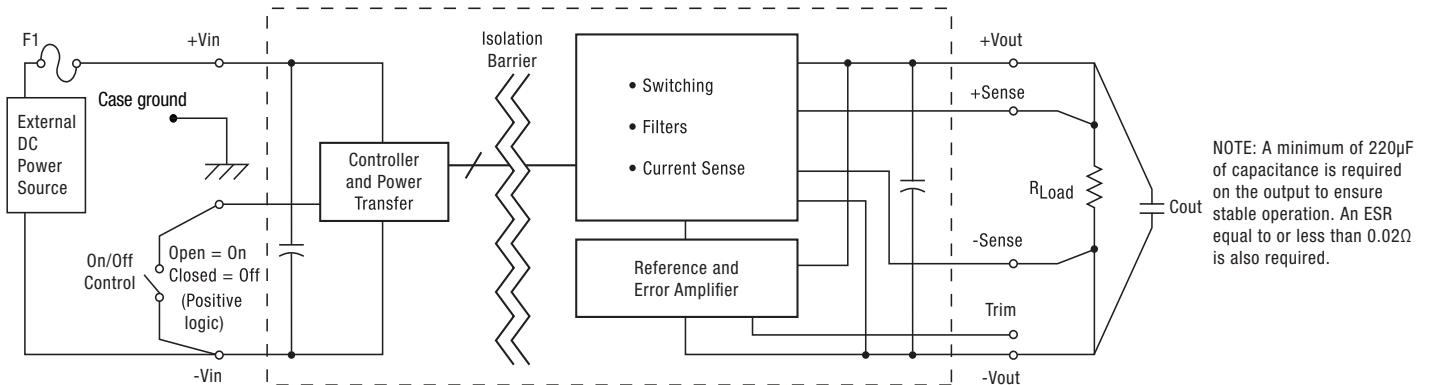 F1
+Vin
Case ground
External
DC
Power
Source
On/Off
Control
Open = On
Closed = Off
(Positive
logic)
-Vin
Controller
and Power
Transfer
Isolation
Barrier
• Switching
• Filters
• Current Sense
Reference and
Error Amplifier
+Vout
+Sense
RLoad
-Sense
Trim
-Vout
Cout
NOTE: A minimum of 220µF
of capacitance is required
on the output to ensure
stable operation. An ESR
equal to or less than 0.02Ω
is also required.